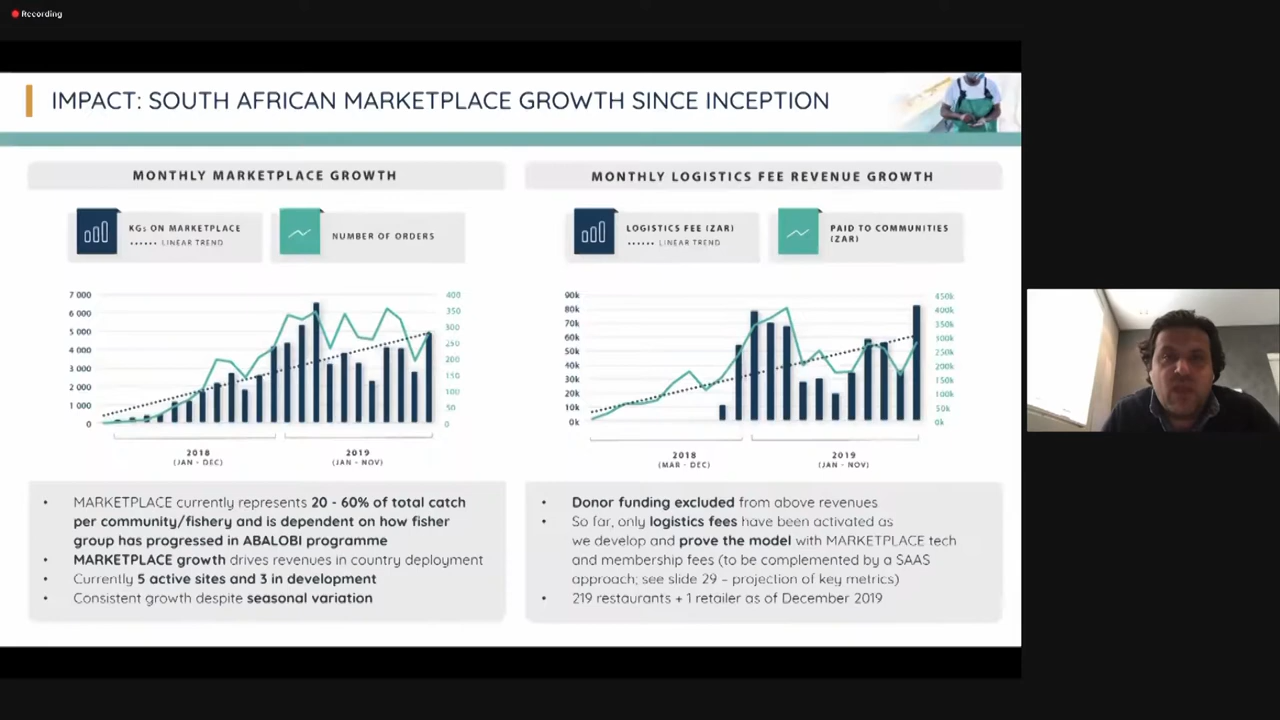 Recording
IMPACT: SOUTH AFRICAN MARKETPLACE GROWTH SINCE INCEPTION
MONTHLY MARKETPLACE GROWTH
KGs ON MARKETPLACE
LINEAR TREND
NUMBER OF ORDERS
7 000
6 000
5 000
4 000
3 000
2 000
1 000
0
400
350
300
250
200
150
100
50
0
2018
(JAN - DEC)
2019
(JAN - NOV)
• MARKETPLACE currently represents 20 - 60% of total catch
per community/fishery and is dependent on how fisher
group has progressed in ABALOBI programme
• MARKETPLACE growth drives revenues in country deployment
• Currently 5 active sites and 3 in development
• Consistent growth despite seasonal variation
MONTHLY LOGISTICS FEE REVENUE GROWTH
LOGISTICS FEE (ZAR)
LINEAR TREND
PAID TO COMMUNITIES
(ZAR)
90k
80k
70k
60k
50k
40k
30k
20k
10k
0k
450k
400k
350k
300k
250k
200k
150k
100k
50k
0k
2018
(MAR - DEC)
2019
(JAN - NOV)
• Donor funding excluded from above revenues
• So far, only logistics fees have been activated as
we develop and prove the model with MARKETPLACE tech
and membership fees (to be complemented by a SAAS
approach; see slide 29 – projection of key metrics)
• 219 restaurants + 1 retailer as of December 2019